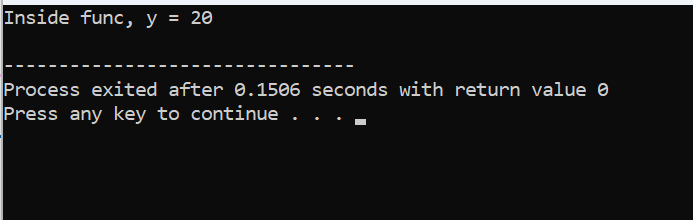 Inside func, y = 20
--------------------------------
Process exited after 0.1506 seconds with return value 0
Press any key to continue . . .